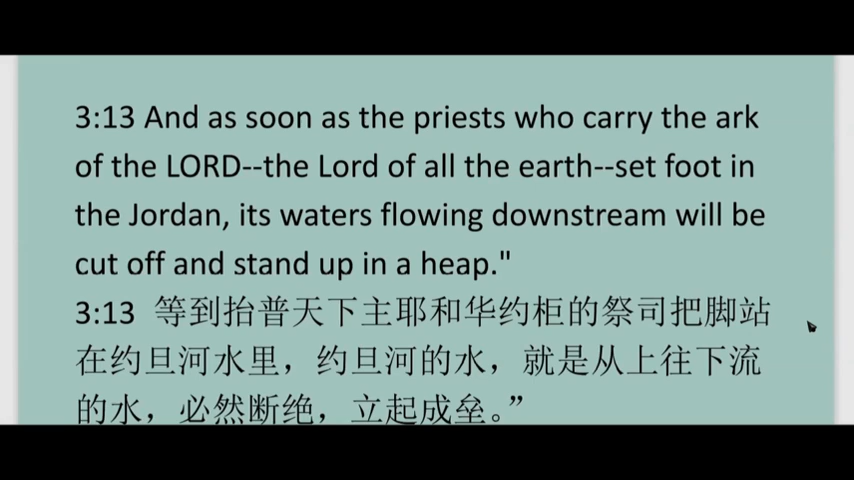 3:13 And as soon as the priests who carry the ark
of the LORD--the Lord of all the earth--set foot in
the Jordan, its waters flowing downstream will be
cut off and stand up in a heap."
3:13 等到抬普天下主耶和华约柜的祭司把脚站
在约旦河水里，约旦河的水，就是从上往下流
的水，必然断绝，立起成垒。”